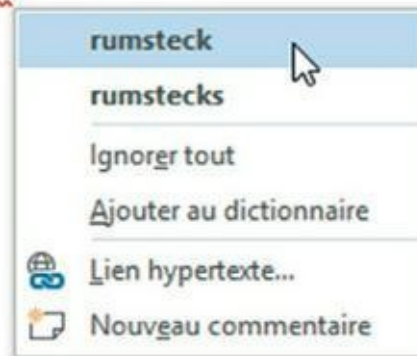 rumsteck
rumstecks
Ignorer tout
Ajouter au dictionnaire
Lien hypertexte...
Nouveau commentaire